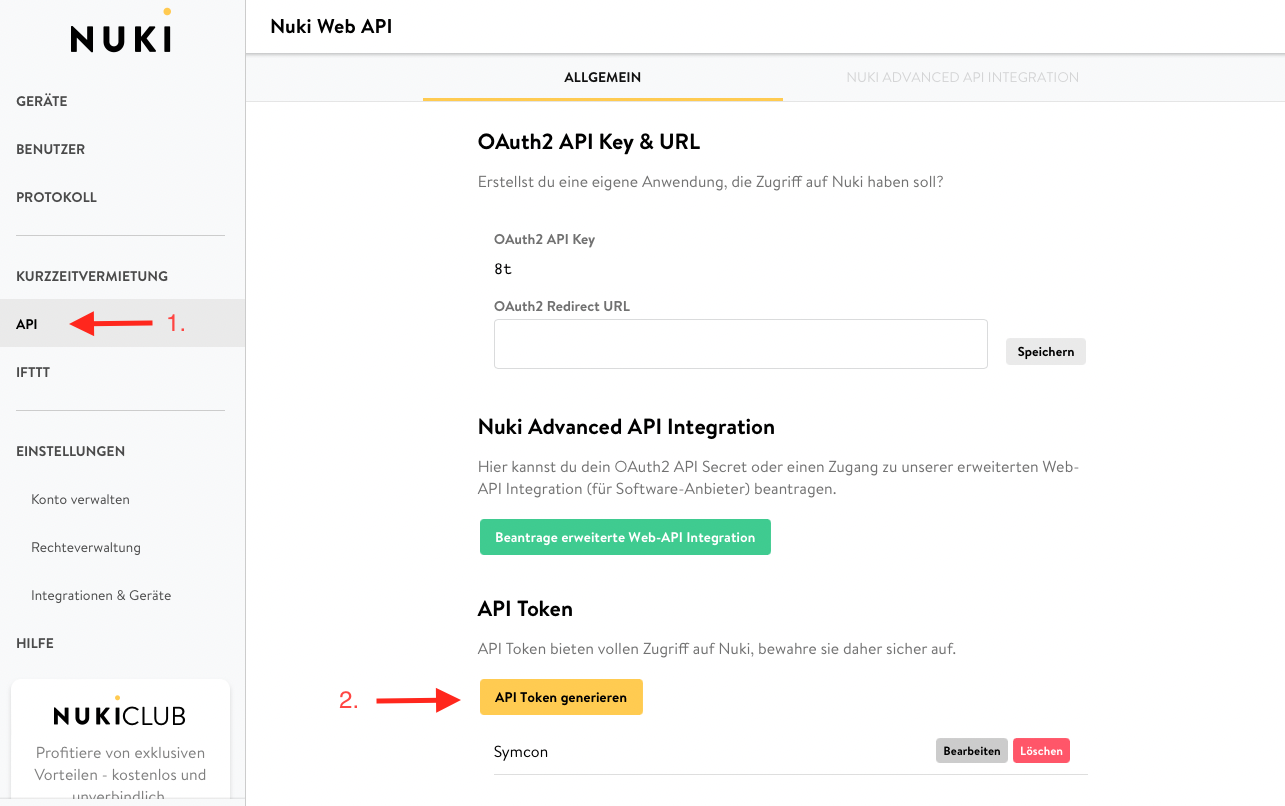 NUKI
GERÄTE
BENUTZER
PROTOKOLL
KURZZEITVERMIETUNG
API
1.
IFTTT
EINSTELLUNGEN
Konto verwalten
Rechteverwaltung
Integrationen & Geräte
HILFE
NUKICLUB
Profitiere von exklusiven
Vorteilen - kostenlos und
unverbindlich.
Nuki Web API
ALLGEMEIN
NUKI ADVANCED API INTEGRATION
OAuth2 API Key & URL
Erstellst du eine eigene Anwendung, die Zugriff auf Nuki haben soll?
OAuth2 API Key
8t
OAuth2 Redirect URL
Speichern
Nuki Advanced API Integration
Hier kannst du dein OAuth2 API Secret oder einen Zugang zu unserer erweiterten Web-
API Integration (für Software-Anbieter) beantragen.
Beantrage erweiterte Web-API Integration
API Token
API Token bieten vollen Zugriff auf Nuki, bewahre sie daher sicher auf.
2.
API Token generieren
Symcon
Bearbeiten
Löschen